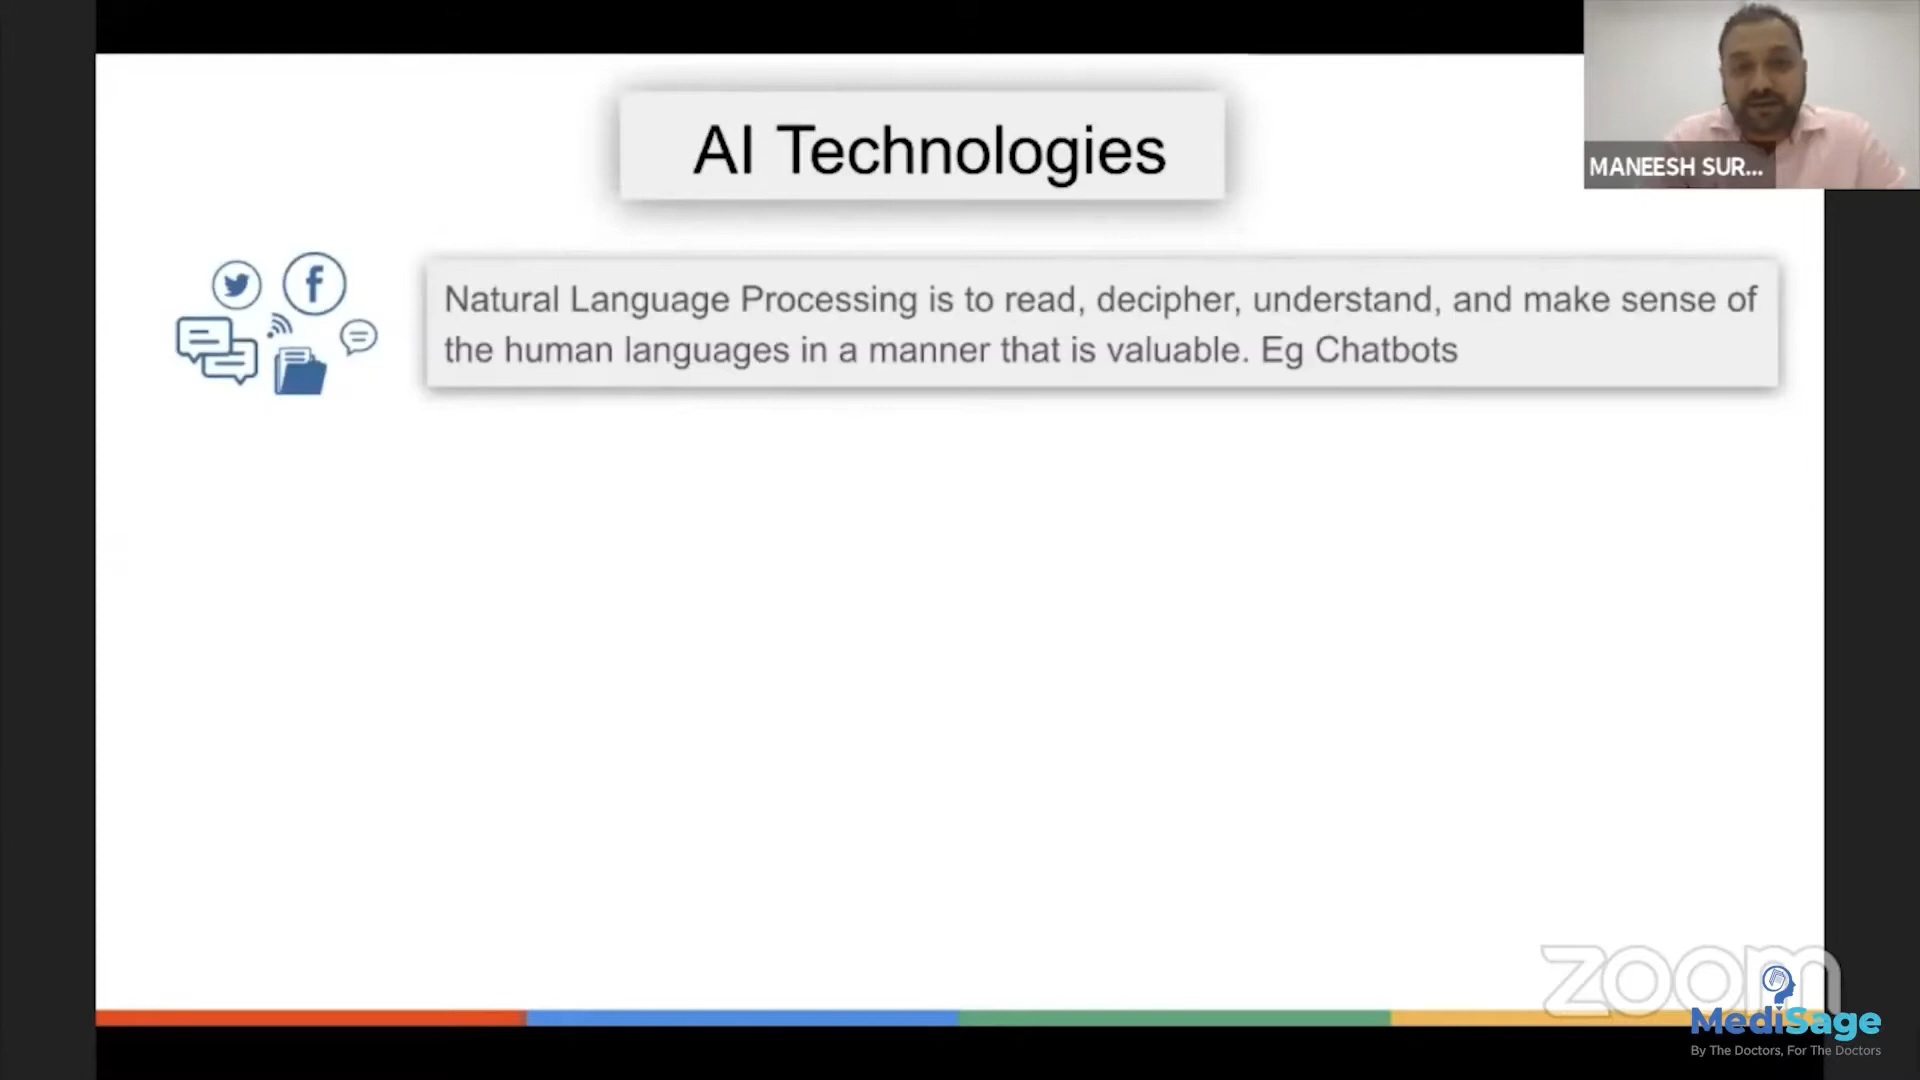 AI Technologies
MANEESH SUR...
Natural Language Processing is to read, decipher, understand, and make sense of
the human languages in a manner that is valuable. Eg Chatbots
zoom
MediSage
By The Doctors, For The Doctors